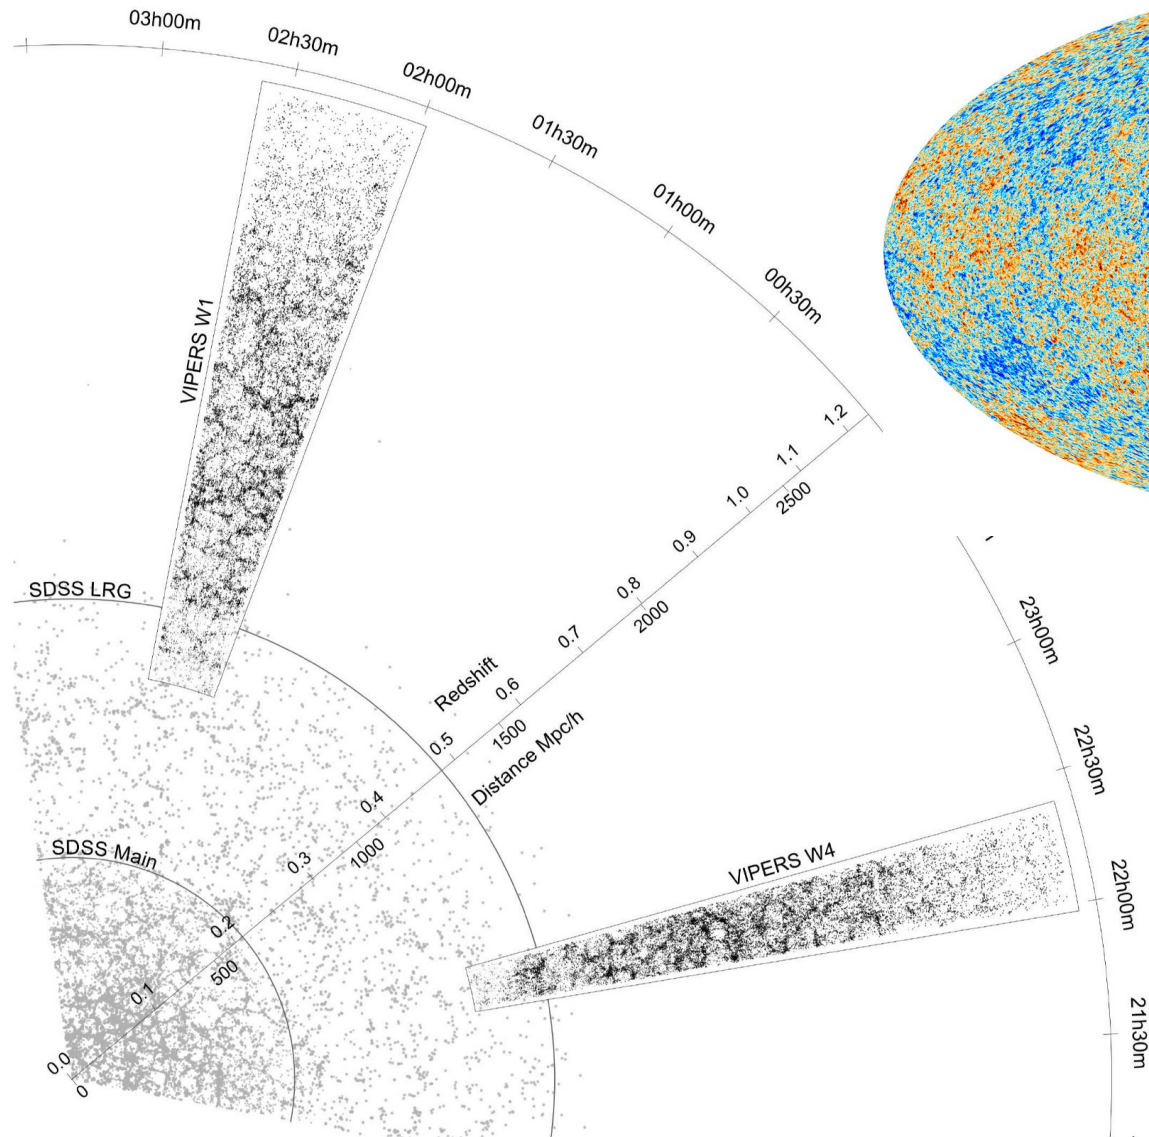 03h00m
02h30m
02h00m
01h30m
01h00m
00h30m
VIPERS W1
1.2
1.1
1.0
2500
0.9
0.8
2000
0.7
SDSS LRG
Redshift
0.6
1500
Distance Mpc/h
0.5
0.4
1000
0.3
SDSS Main
0.2
500
0.1
0.0
0
23h00m
22h30m
VIPERS W4
22h00m
21h30m